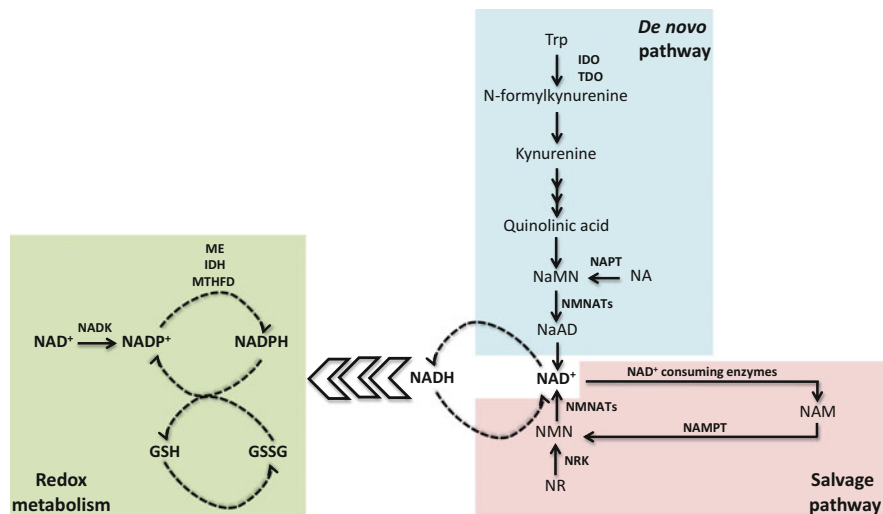 De novo
pathway
Trp
IDO
TDO
N-formylkynurenine
Kynurenine
Quinolinic acid
NAPT
NaMN
NA
NMNATs
NaAD
ME
IDH
MTHFD
NADK
NAD⁺
NADP⁺
NADPH
GSH
GSSG
Redox
metabolism
NADH
NAD⁺
NAD⁺ consuming enzymes
NMNATs
NAM
NMN
NAMPT
NRK
NR
Salvage
pathway